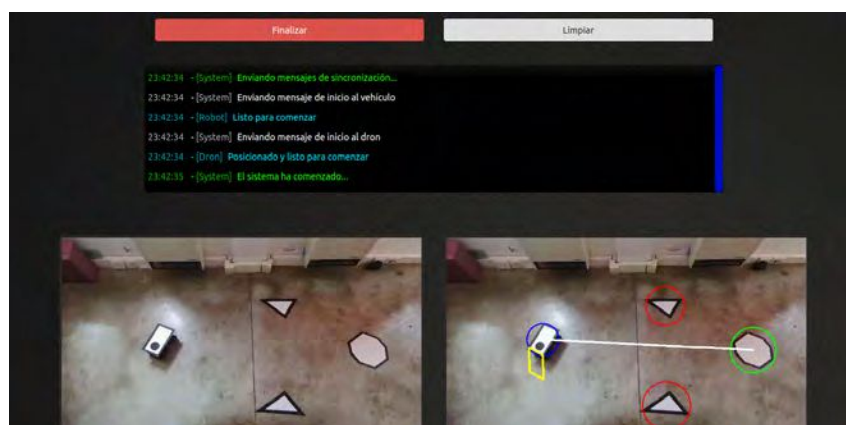 Finalizar
Limpiar
23:42:34 - [System] Enviando mensajes de sincronización...
23:42:34 - [System] Enviando mensaje de inicio al vehículo
23:42:34 - [Robot] Listo para comenzar
23:42:34 - [System] Enviando mensaje de inicio al dron
23:42:34 - [Dron] Posicionado y listo para comenzar
23:42:35 - [System] El sistema ha comenzado...